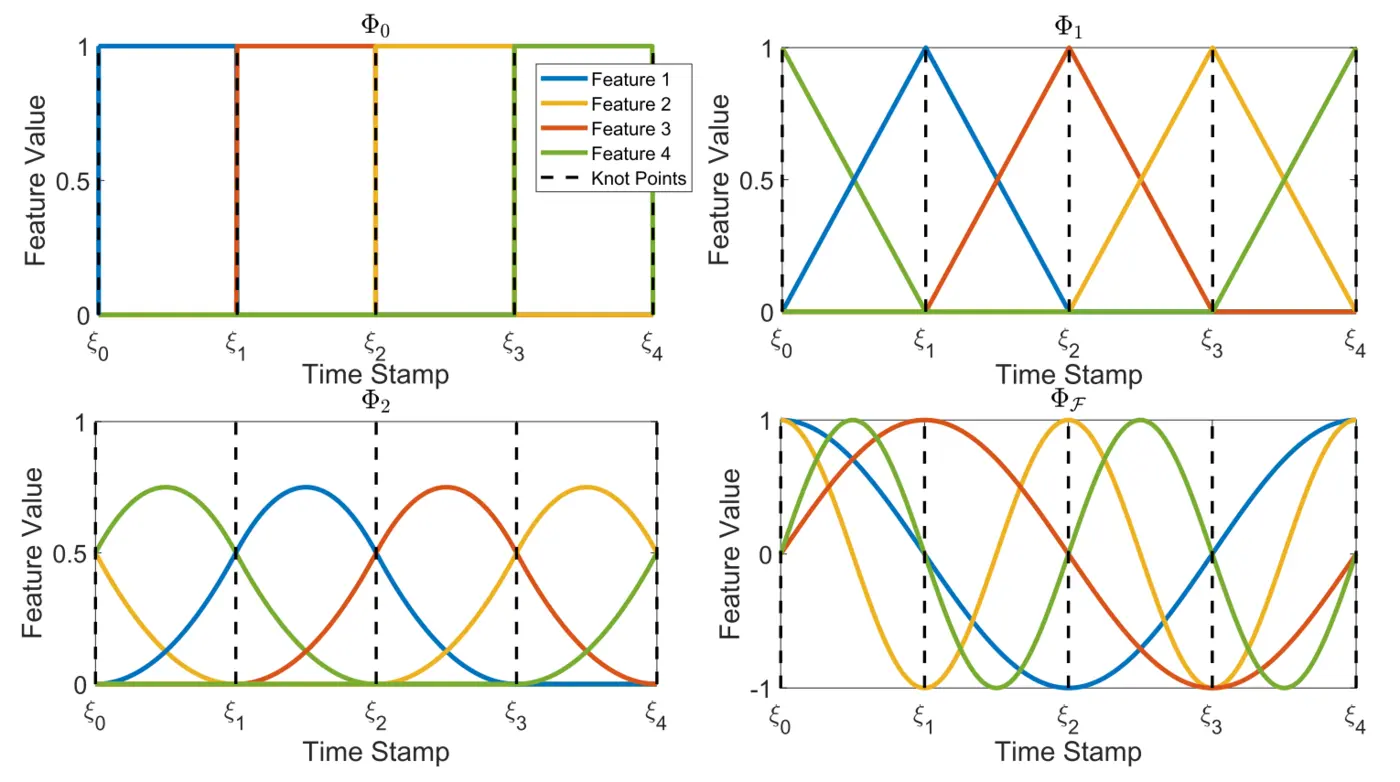 Φ₀
1
0.5
0
Feature Value
ξ₀ ξ₁ ξ₂ ξ₃ ξ₄
Time Stamp
Feature 1
Feature 2
Feature 3
Feature 4
Knot Points
Φ₁
1
0.5
0
Feature Value
ξ₀ ξ₁ ξ₂ ξ₃ ξ₄
Time Stamp
Φ₂
1
0.5
0
Feature Value
ξ₀ ξ₁ ξ₂ ξ₃ ξ₄
Time Stamp
Φ_ℱ
1
0
-1
Feature Value
ξ₀ ξ₁ ξ₂ ξ₃ ξ₄
Time Stamp